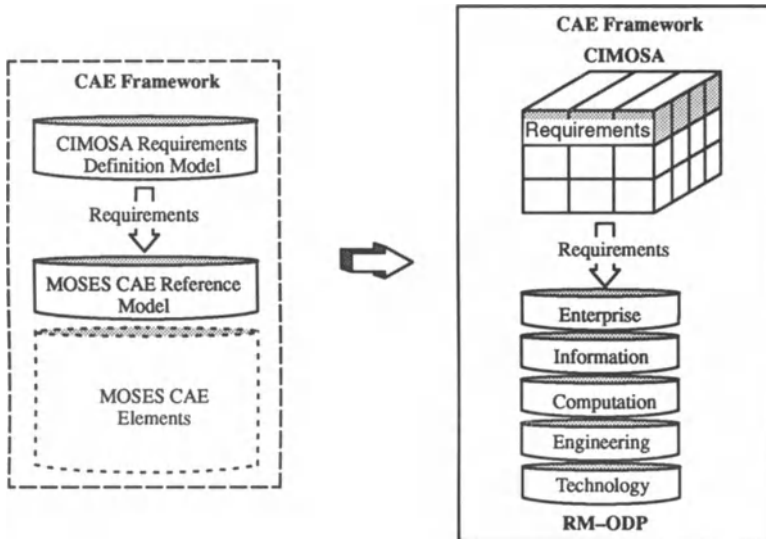 CAE Framework
CIMOSA Requirements
Definition Model
Requirements
MOSES CAE Reference
Model
MOSES CAE
Elements
CAE Framework
CIMOSA
Requirements
Requirements
Enterprise
Information
Computation
Engineering
Technology
RM–ODP